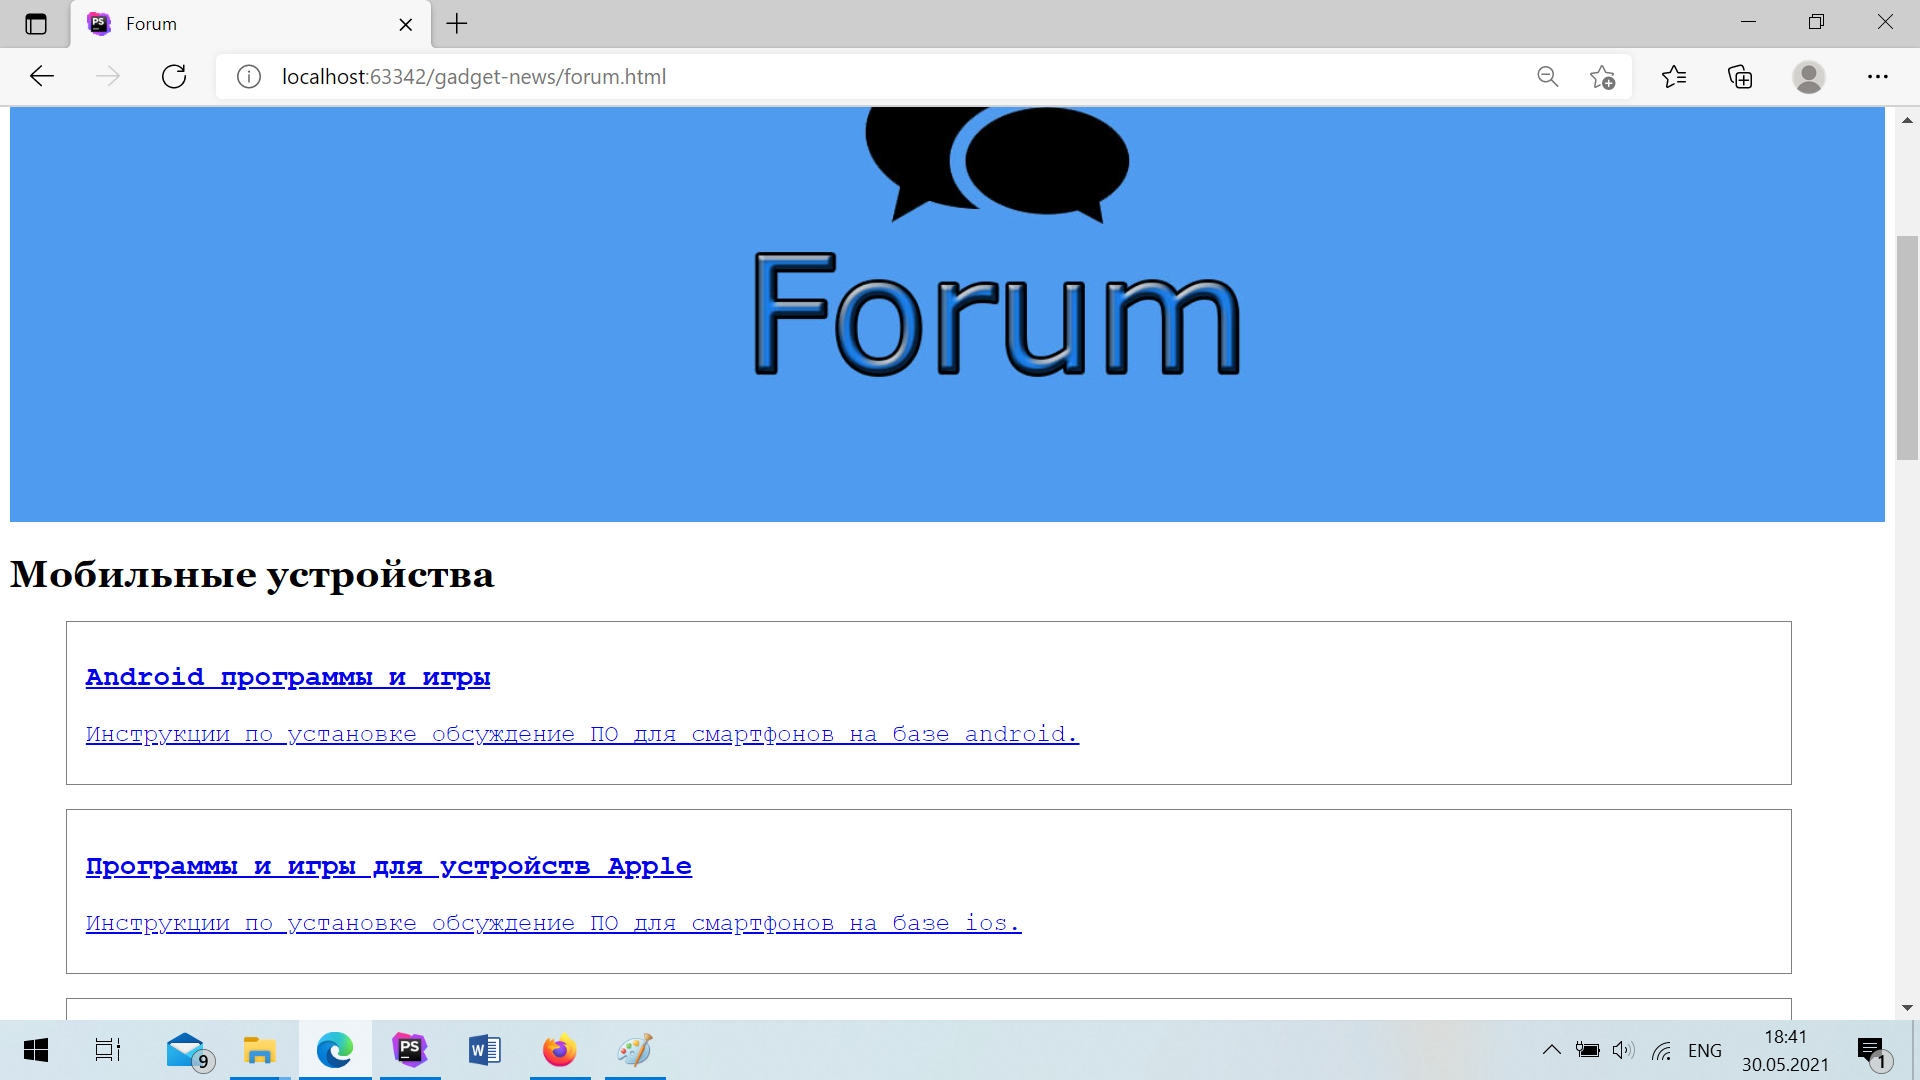 Forum
localhost:63342/gadget-news/forum.html
Forum
Мобильные устройства
Android программы и игры
Инструкции по установке обсуждение ПО для смартфонов на базе android.
Программы и игры для устройств Apple
Инструкции по установке обсуждение ПО для смартфонов на базе ios.
9
PS
W
ENG
18:41
30.05.2021
1